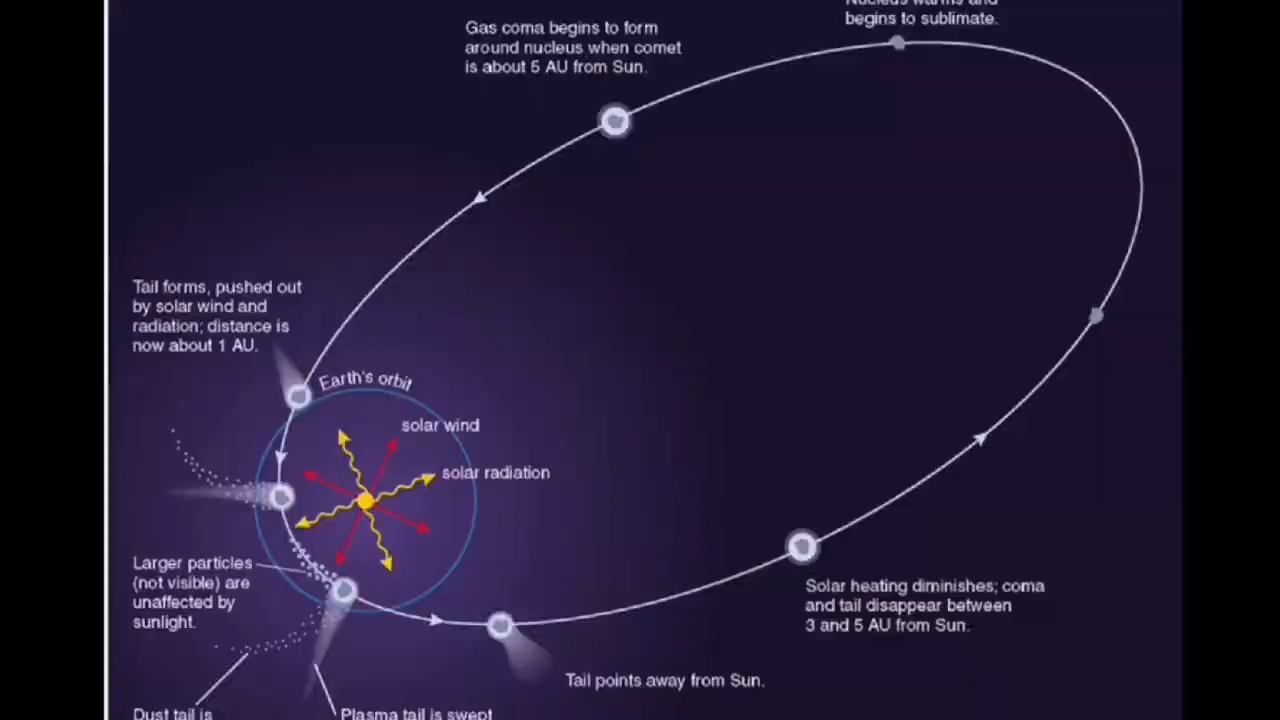 Nucleus warms and
begins to sublimate.
Gas coma begins to form
around nucleus when comet
is about 5 AU from Sun.
Tail forms, pushed out
by solar wind and
radiation; distance is
now about 1 AU.
Earth's orbit
solar wind
solar radiation
Larger particles
(not visible) are
unaffected by
sunlight.
Solar heating diminishes; coma
and tail disappear between
3 and 5 AU from Sun.
Tail points away from Sun.
Dust tail is
Plasma tail is swept